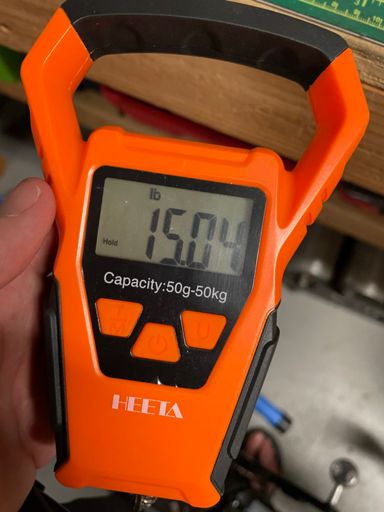 lb
Hold
15.04
Capacity:50g-50kg
T
M
U
HEETA